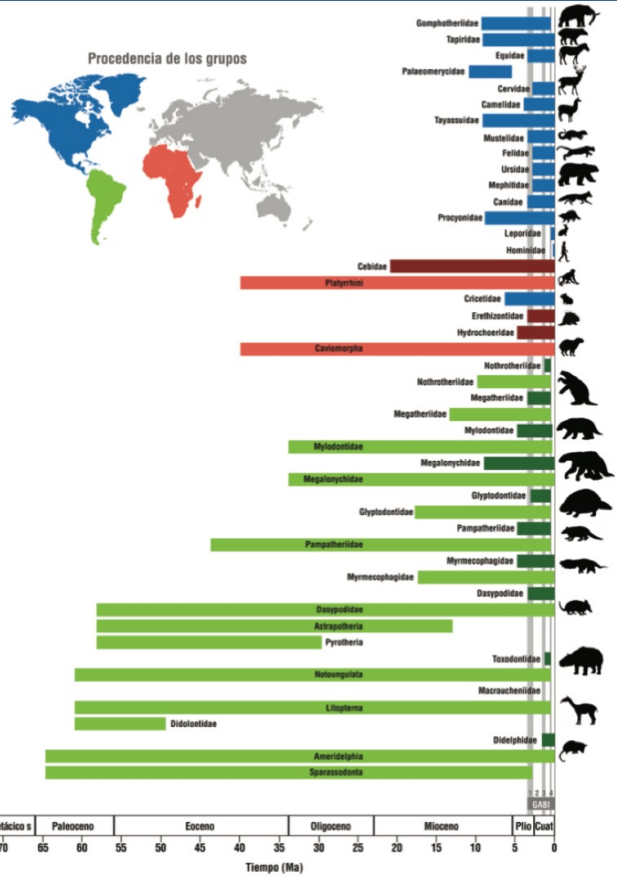 Procedencia de los grupos
Gomphotheriidae
Tapiridae
Equidae
Palaeomerycidae
Cervidae
Camelidae
Tayassuidae
Mustelidae
Felidae
Ursidae
Mephitidae
Canidae
Procyonidae
Leporidae
Hominidae
Cebidae
Platyrrhini
Cricetidae
Erethizontidae
Hydrochoeridae
Caviomorpha
Nothrotheriidae
Nothrotheriidae
Megatheriidae
Megatheriidae
Mylodontidae
Mylodontidae
Megalonychidae
Megalonychidae
Glyptodontidae
Glyptodontidae
Pampatheriidae
Pampatheriidae
Myrmecophagidae
Myrmecophagidae
Dasypodidae
Dasypodidae
Astrapotheria
Pyrotheria
Toxodontidae
Notoungulata
Macraucheniidae
Litopterna
Didolontidae
Didelphidae
Ameridelphia
Sparassodonta
1 2 3 4
GABI
etácico s Paleoceno Eoceno Oligoceno Mioceno Plio Cuat
70 65 60 55 50 45 40 35 30 25 20 15 10 5 0
Tiempo (Ma)